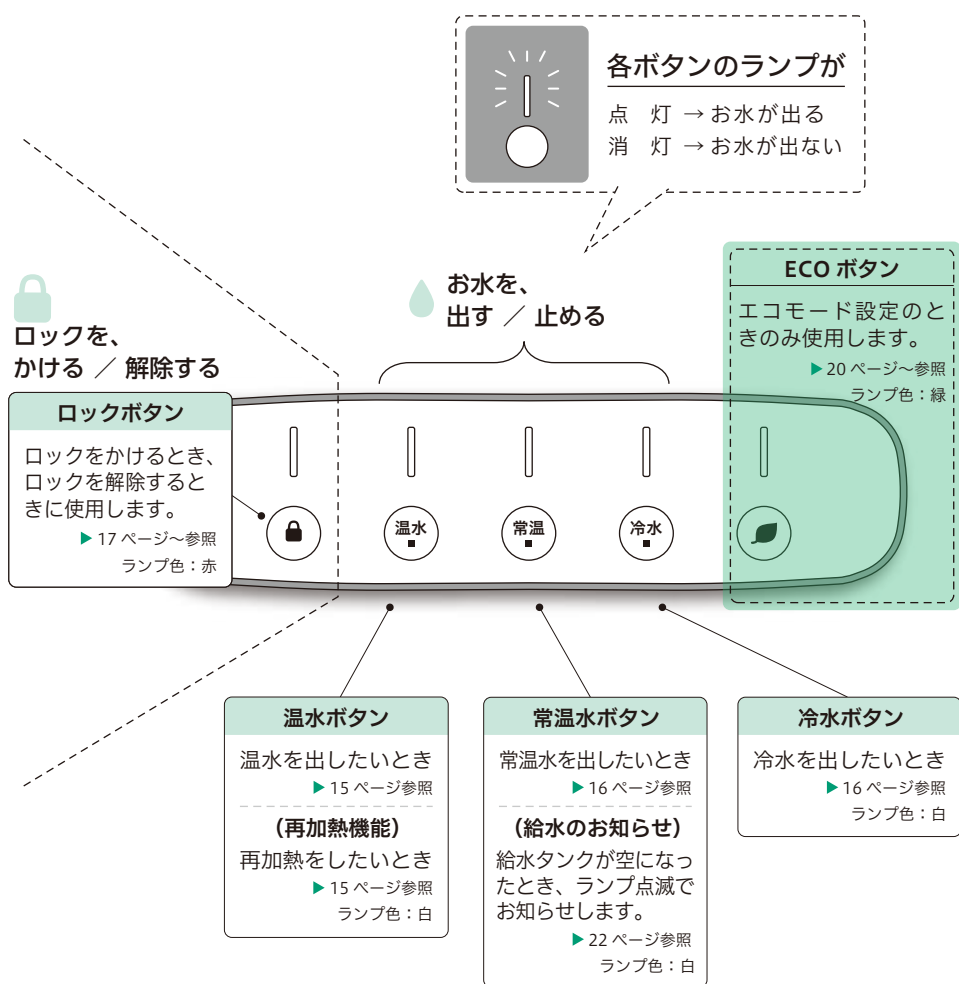 各ボタンのランプが
点 灯 → お水が出る
消 灯 → お水が出ない
お水を、
出す / 止める
ECO ボタン
エコモード設定のと
きのみ使用します。
▶ 20 ページ～参照
ランプ色：緑
ロックを、
かける / 解除する
ロックボタン
ロックをかけるとき、
ロックを解除すると
きに使用します。
▶ 17 ページ～参照
ランプ色：赤
温水
常温
冷水
温水ボタン
温水を出したいとき
▶ 15 ページ参照
（再加熱機能）
再加熱をしたいとき
▶ 15 ページ参照
ランプ色：白
常温水ボタン
常温水を出したいとき
▶ 16 ページ参照
（給水のお知らせ）
給水タンクが空になっ
たとき、ランプ点滅で
お知らせします。
▶ 22 ページ参照
ランプ色：白
冷水ボタン
冷水を出したいとき
▶ 16 ページ参照
ランプ色：白